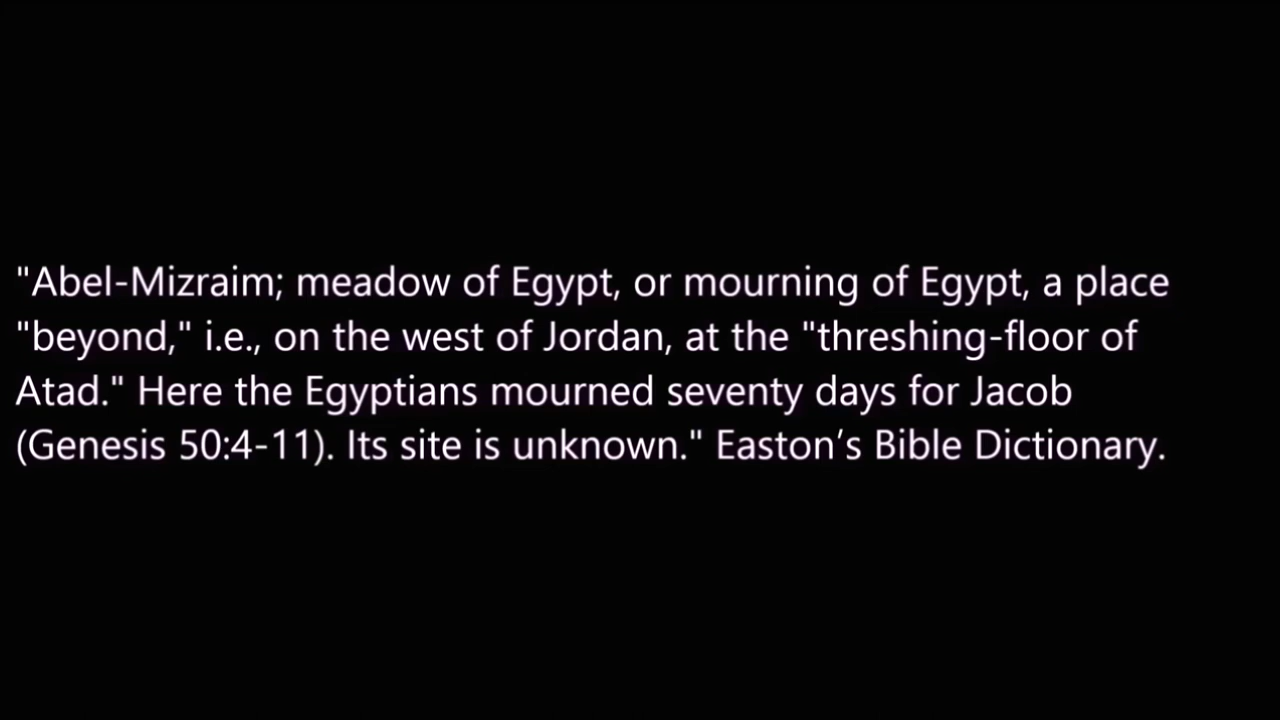 "Abel-Mizraim; meadow of Egypt, or mourning of Egypt, a place
"beyond," i.e., on the west of Jordan, at the "threshing-floor of
Atad." Here the Egyptians mourned seventy days for Jacob
(Genesis 50:4-11). Its site is unknown." Easton’s Bible Dictionary.